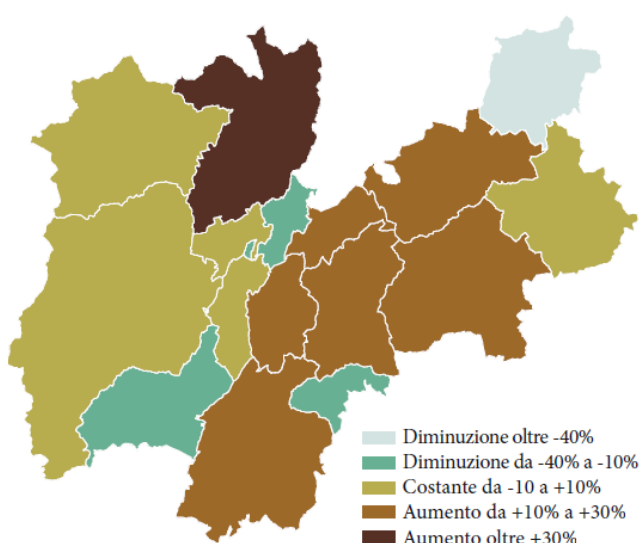 Diminuzione oltre -40%
Diminuzione da -40% a -10%
Costante da -10 a +10%
Aumento da +10% a +30%
Aumento oltre +30%